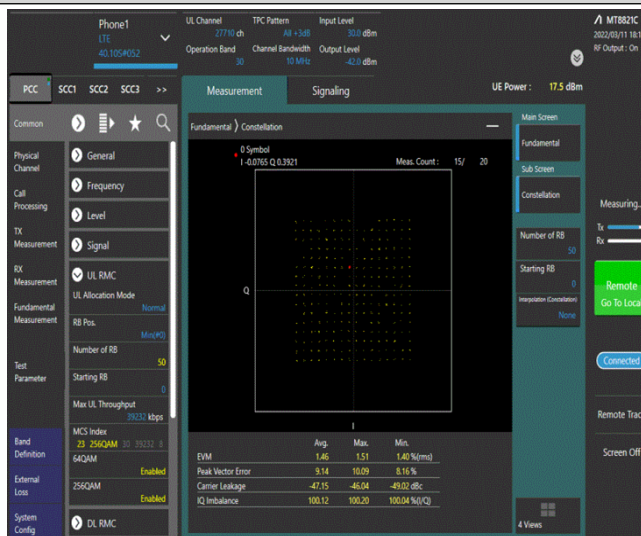 Phone1
LTE
40.105#052
UL Channel
27710 ch
TPC Pattern
All +3dB
Input Level
30.0 dBm
Operation Band
30
Channel Bandwidth
10 MHz
Output Level
-42.0 dBm
MT8821C
2022/03/11 18:1
RF Output : On
PCC
SCC1
SCC2
SCC3
>>
Measurement
Signaling
UE Power : 17.5 dBm
Common
Physical
Channel
Call
Processing
TX
Measurement
RX
Measurement
Fundamental
Measurement
Test
Parameter
Band
Definition
External
Loss
System
Config
General
Frequency
Level
Signal
UL RMC
UL Allocation Mode
Normal
RB Pos.
Min(#0)
Number of RB
50
Starting RB
0
Max UL Throughput
39232 kbps
MCS Index
23 256QAM 30 39232 8
64QAM
Enabled
256QAM
Enabled
DL RMC
Fundamental 〉 Constellation
0 Symbol
I -0.0765 Q 0.3921
Meas. Count : 15/ 20
Q
I
Avg. Max. Min.
EVM 1.46 1.51 1.40 %(rms)
Peak Vector Error 9.14 10.09 8.16 %
Carrier Leakage -47.15 -46.04 -49.02 dBc
IQ Imbalance 100.12 100.20 100.04 %(I/Q)
Main Screen
Fundamental
Sub Screen
Constellation
Number of RB
50
Starting RB
0
Interpolation (Constellation)
None
4 Views
Measuring..
Tx
Rx
Remote
Go To Local
Connected
Remote Trac
Screen Off